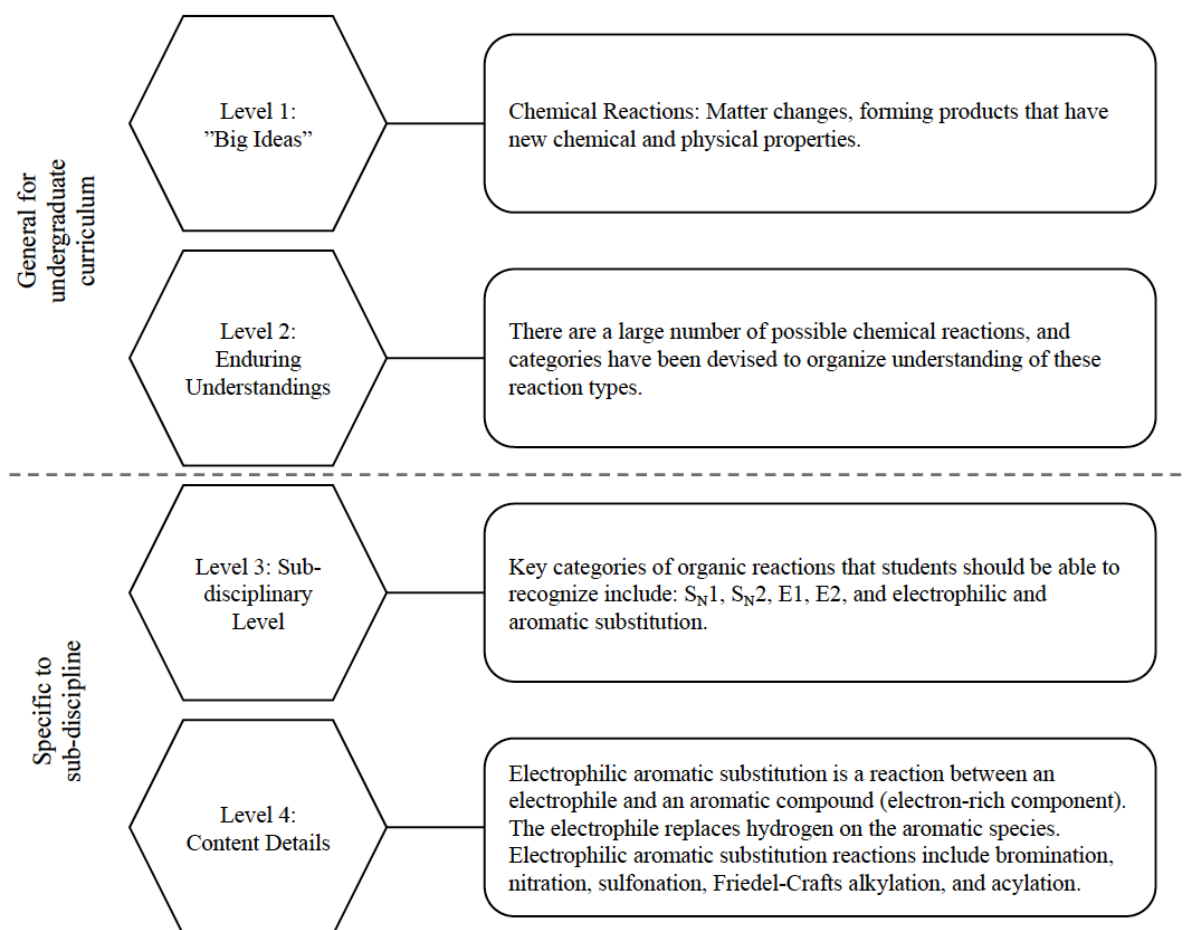 General for
undergraduate
curriculum
Level 1:
”Big Ideas”
Chemical Reactions: Matter changes, forming products that have
new chemical and physical properties.
Level 2:
Enduring
Understandings
There are a large number of possible chemical reactions, and
categories have been devised to organize understanding of these
reaction types.
Specific to
sub-discipline
Level 3: Sub-
disciplinary
Level
Key categories of organic reactions that students should be able to
recognize include: SN1, SN2, E1, E2, and electrophilic and
aromatic substitution.
Level 4:
Content Details
Electrophilic aromatic substitution is a reaction between an
electrophile and an aromatic compound (electron-rich component).
The electrophile replaces hydrogen on the aromatic species.
Electrophilic aromatic substitution reactions include bromination,
nitration, sulfonation, Friedel-Crafts alkylation, and acylation.